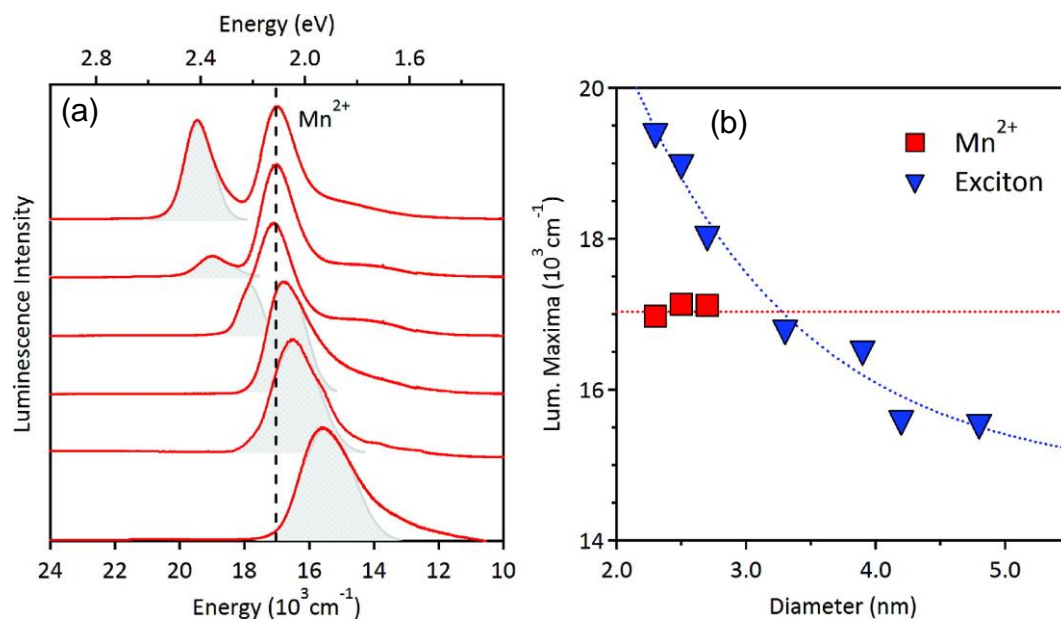 Energy (eV)
2.8 2.4 2.0 1.6
(a)
Mn²⁺
Luminescence Intensity
24 22 20 19 17 16 14 12 10
Energy (10³cm⁻¹)
20
18
16
14
(b)
Mn²⁺
Exciton
Lum. Maxima (10³ cm⁻¹)
2.0 3.0 4.0 5.0
Diameter (nm)